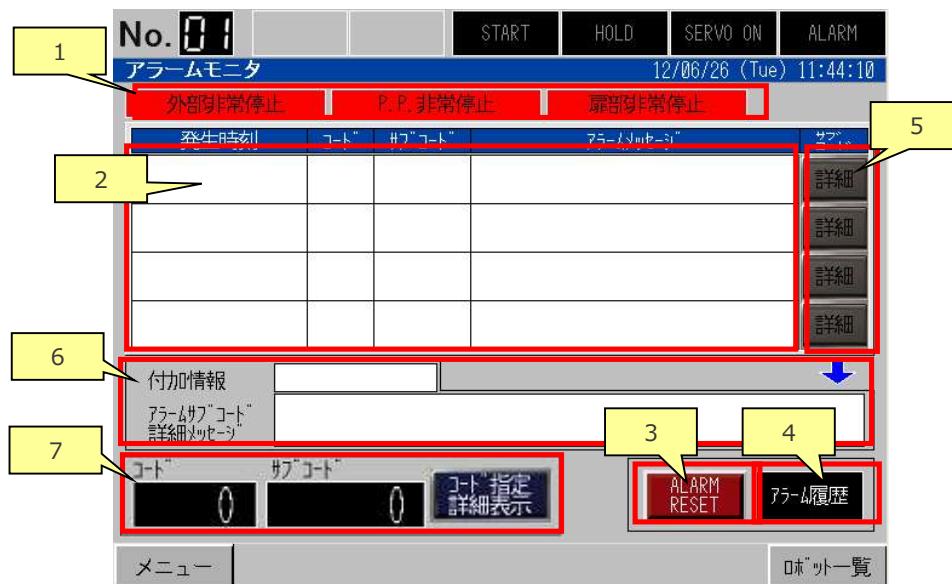 No. 01 START HOLD SERVO ON ALARM
アラームモニタ 12/06/26 (Tue) 11:44:10
1
外部非常停止 P.P.非常停止 扉部非常停止
発生時刻 コード サブコード アラームメッセージ サブコード
5
2
詳細
詳細
詳細
詳細
6
付加情報
アラームサブコード
詳細メッセージ
3 4
7
コード サブコード
0 0 コード指定
詳細表示
ALARM
RESET
アラーム履歴
メニュー ロボット一覧